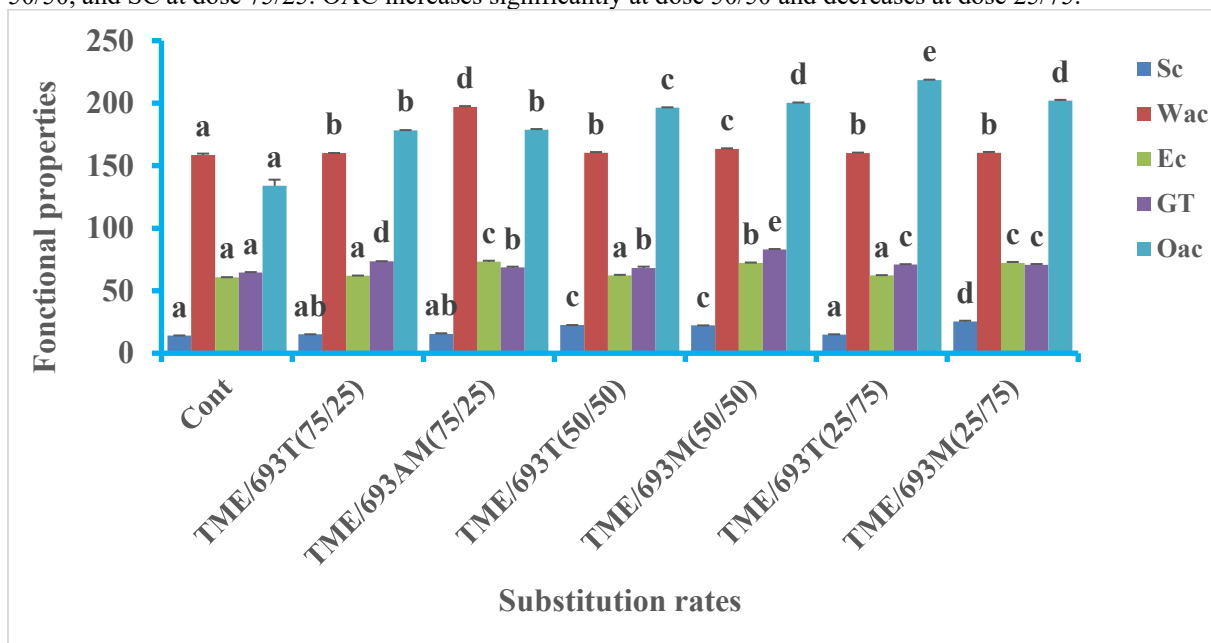 50/50, and SC at dose 75/25. OAC increases significantly at dose 50/50 and decreases at dose 25/75.
250
200
150
100
50
0
Fonctional properties
a a a a a
ab b a d b
ab d c b b
c b a b c
c c b e d
a b a c e
d b c c d
Cont
TME/693T(75/25)
TME/693AM(75/25)
TME/693T(50/50)
TME/693M(50/50)
TME/693T(25/75)
TME/693M(25/75)
Substitution rates
Sc
Wac
Ec
GT
Oac